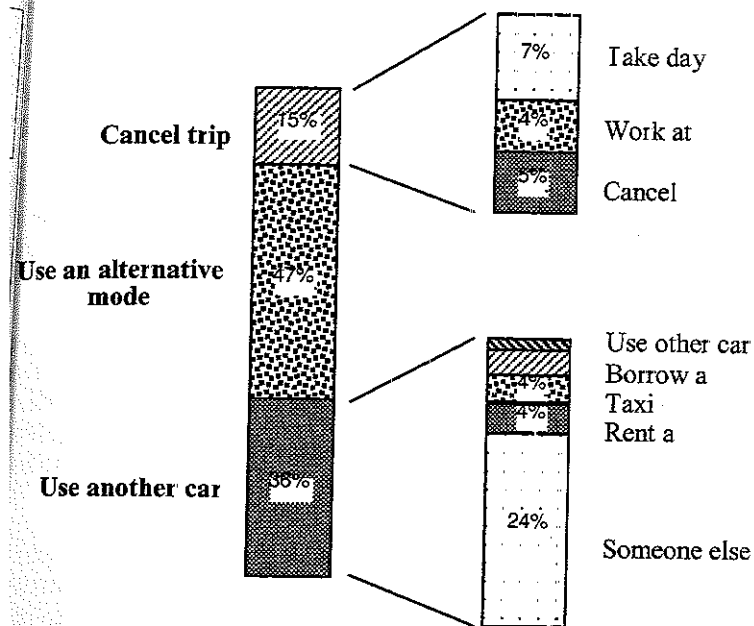 7%
Take day
15%
Cancel trip
4%
Work at
5%
Cancel
Use an alternative
mode
47%
Use other car
Borrow a
4%
Taxi
4%
Rent a
Use another car
36%
24%
Someone else